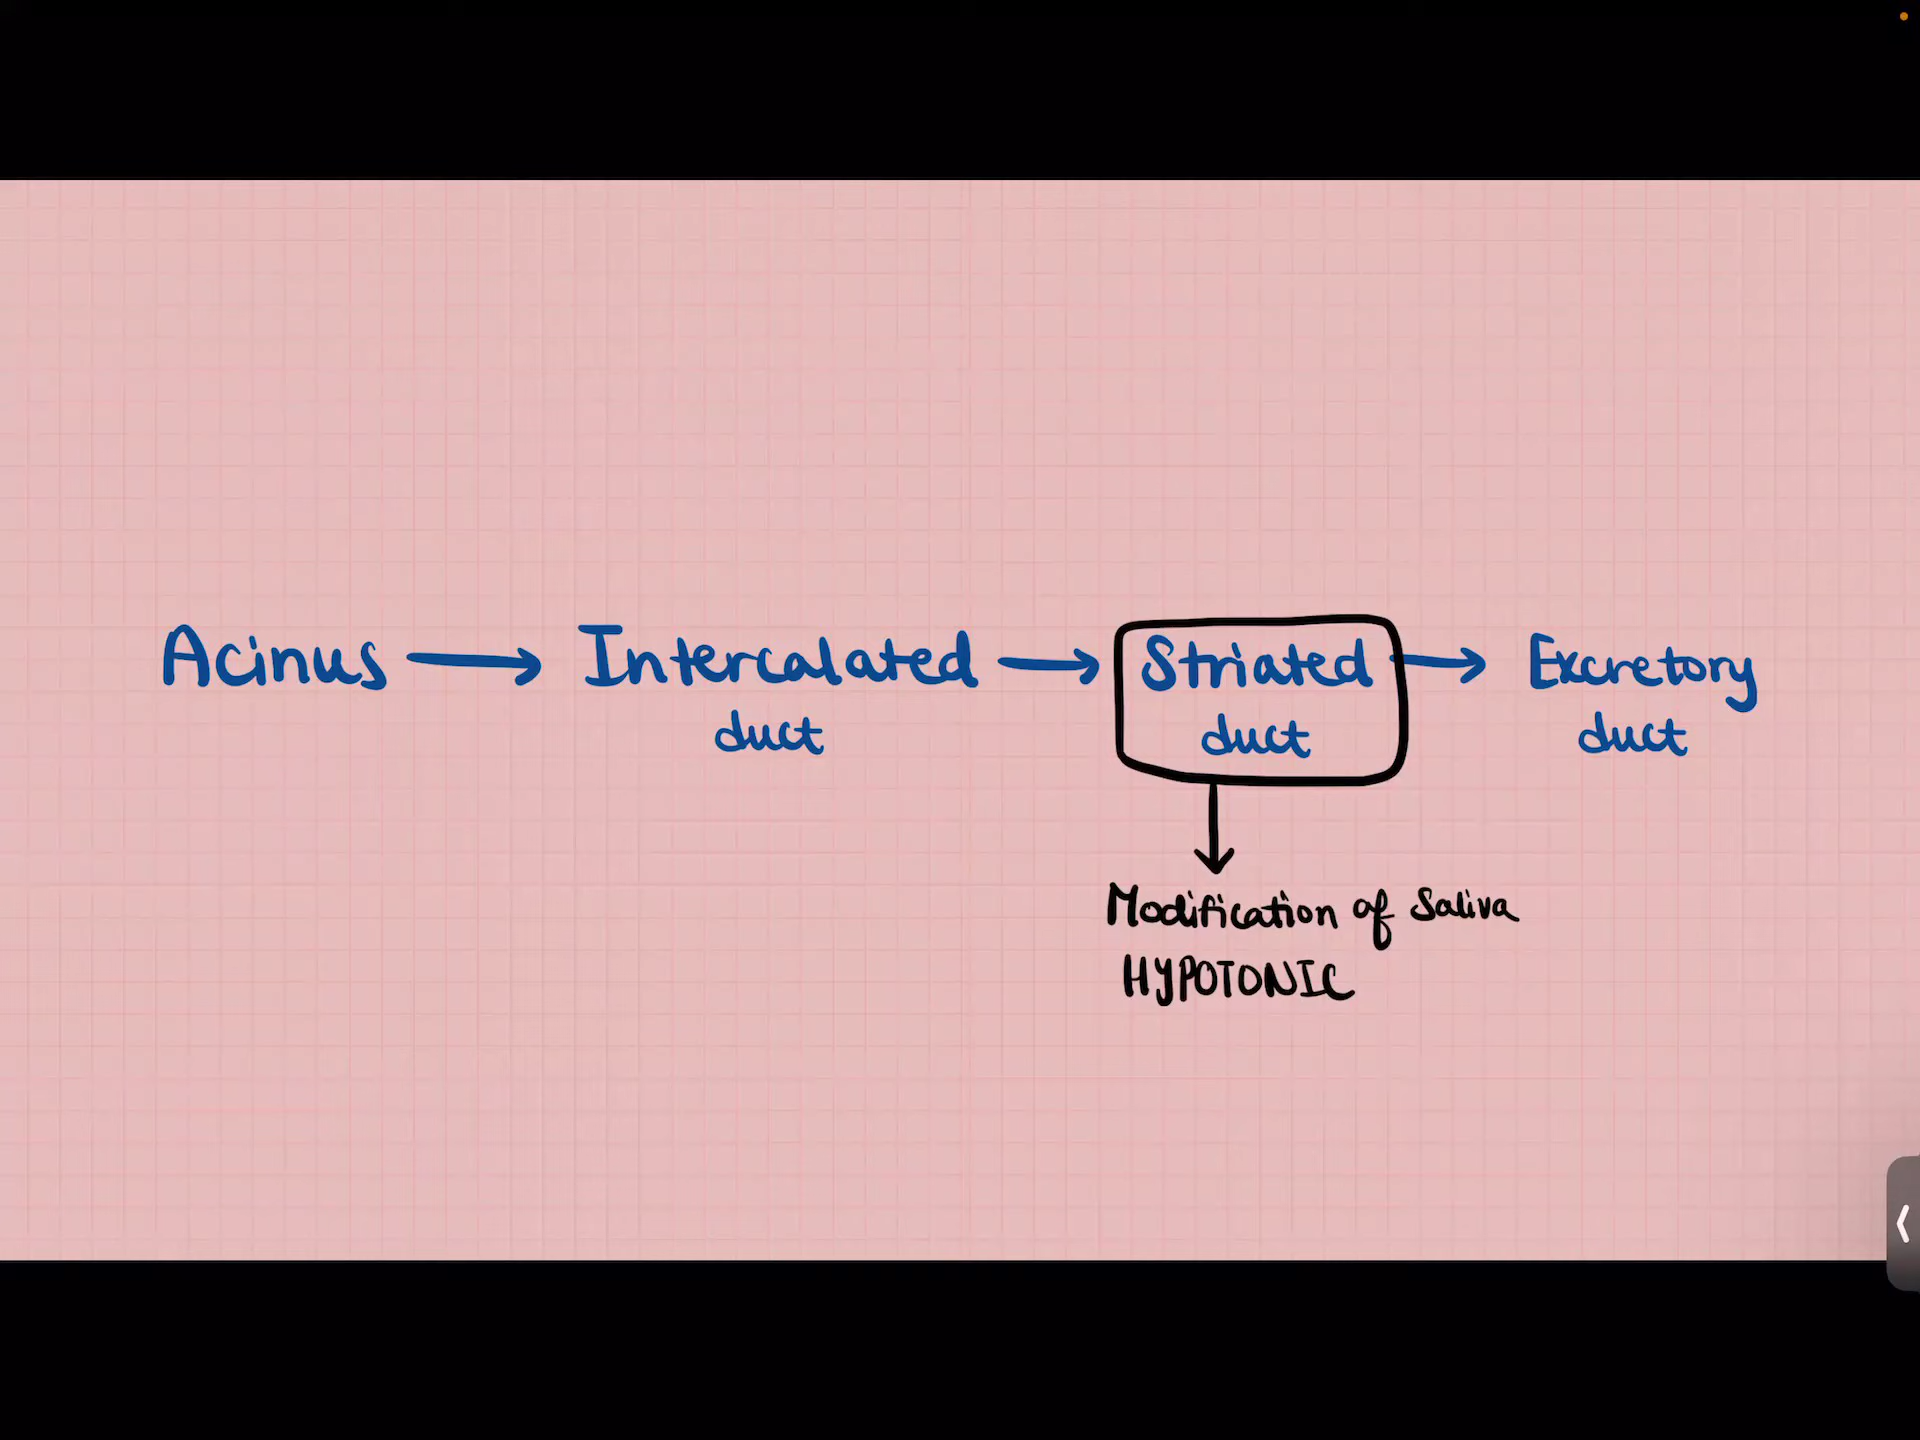 Acinus → Intercalated duct → Striated duct → Excretory duct
Modification of Saliva
HYPOTONIC